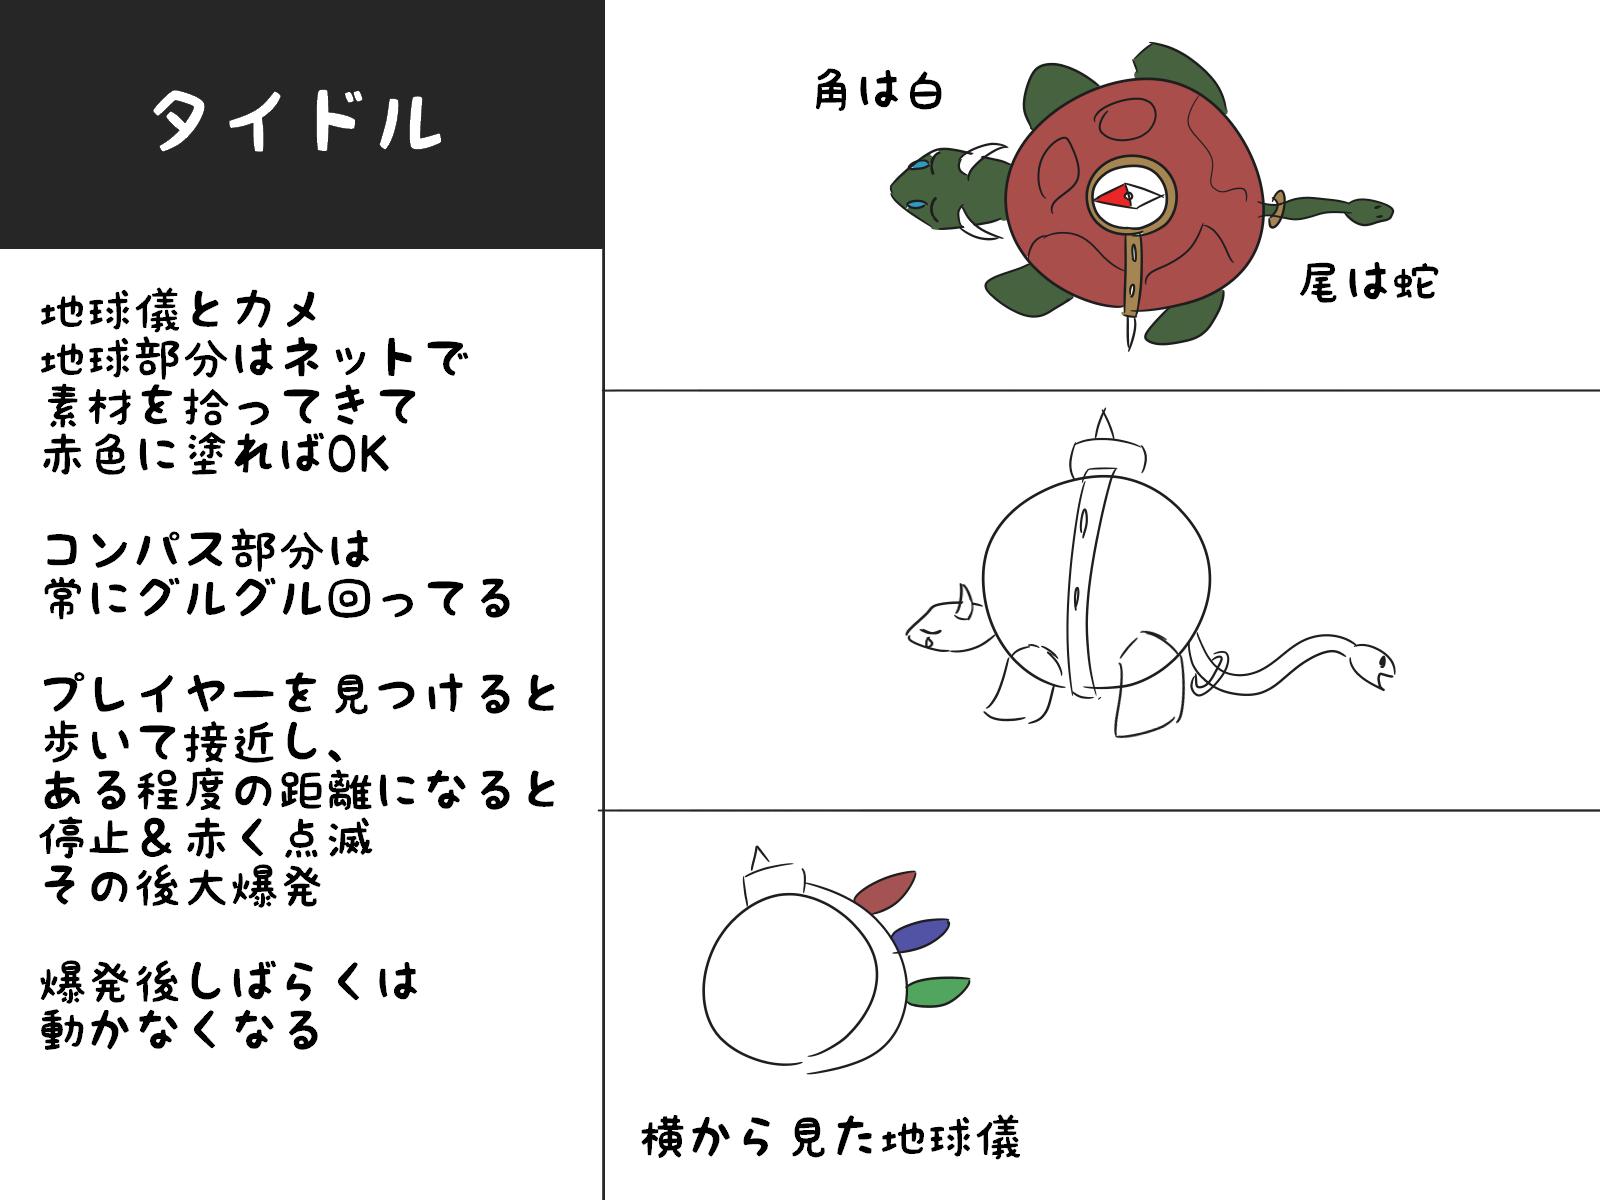 タイドル
地球儀とカメ
地球部分はネットで
素材を拾ってきて
赤色に塗ればOK
コンパス部分は
常にグルグル回ってる
プレイヤーを見つけると
歩いて接近し、
ある程度の距離になると
停止＆赤く点滅
その後大爆発
爆発後しばらくは
動かなくなる
角は白
尾は蛇
横から見た地球儀